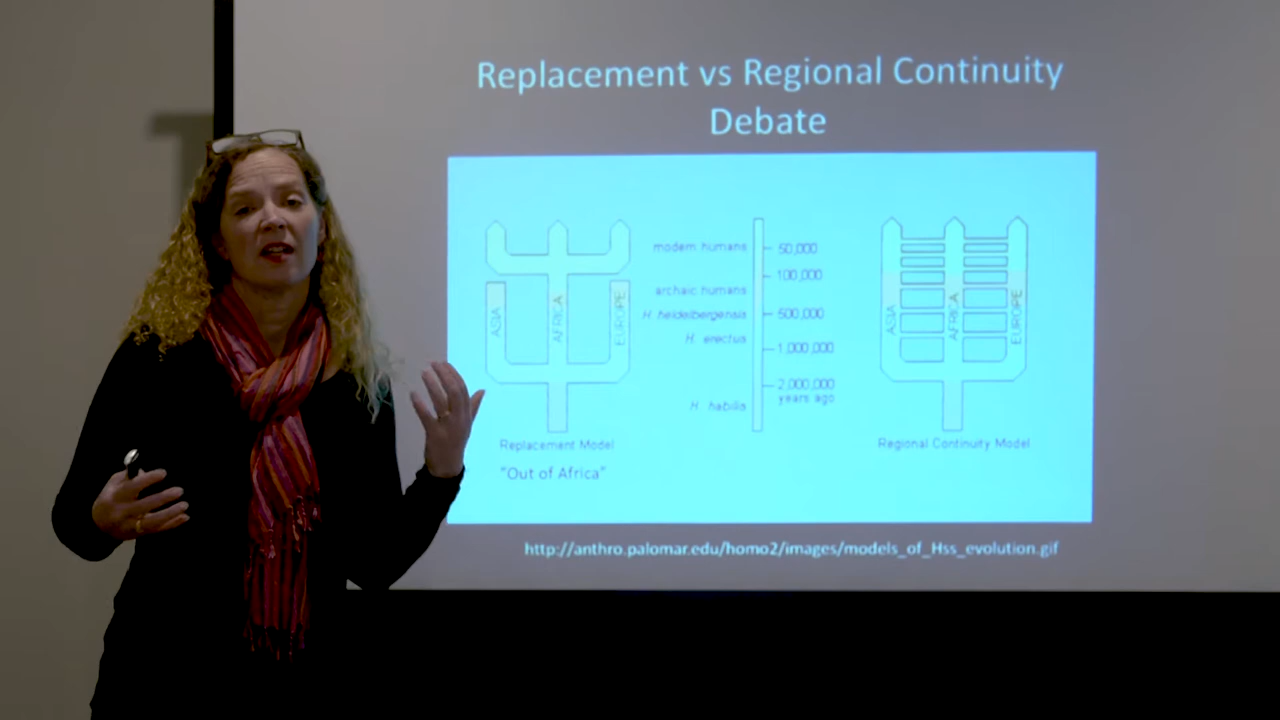 Replacement vs Regional Continuity
Debate
ASIA
AFRICA
EUROPE
Replacement Model
"Out of Africa"
modern humans
archaic humans
H. heidelbergensis
H. erectus
H. habilis
50,000
100,000
500,000
1,000,000
2,000,000
years ago
ASIA
AFRICA
EUROPE
Regional Continuity Model
http://anthro.palomar.edu/homo2/images/models_of_Hss_evolution.gif